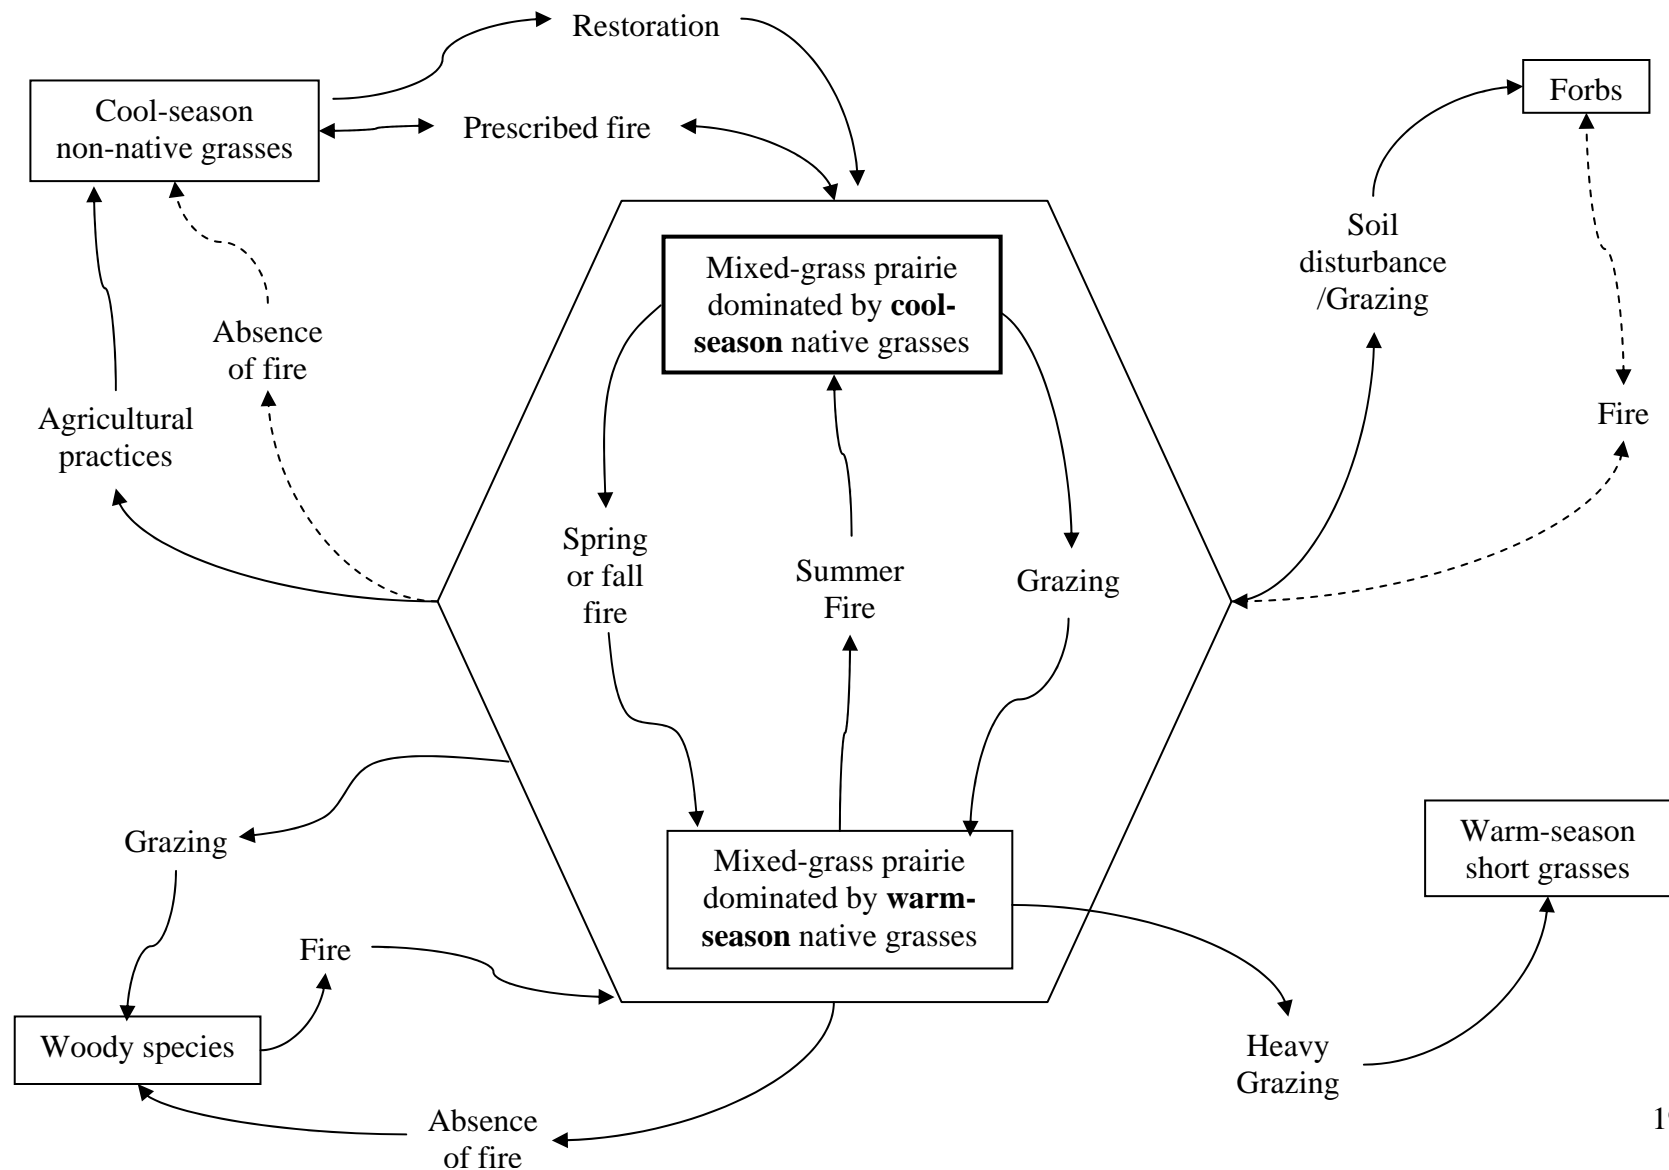 Restoration
Cool-season
non-native grasses
Prescribed fire
Forbs
Soil
disturbance
/Grazing
Mixed-grass prairie
dominated by cool-
season native grasses
Absence
of fire
Agricultural
practices
Fire
Spring
or fall
fire
Summer
Fire
Grazing
Grazing
Mixed-grass prairie
dominated by warm-
season native grasses
Warm-season
short grasses
Fire
Woody species
Heavy
Grazing
Absence
of fire